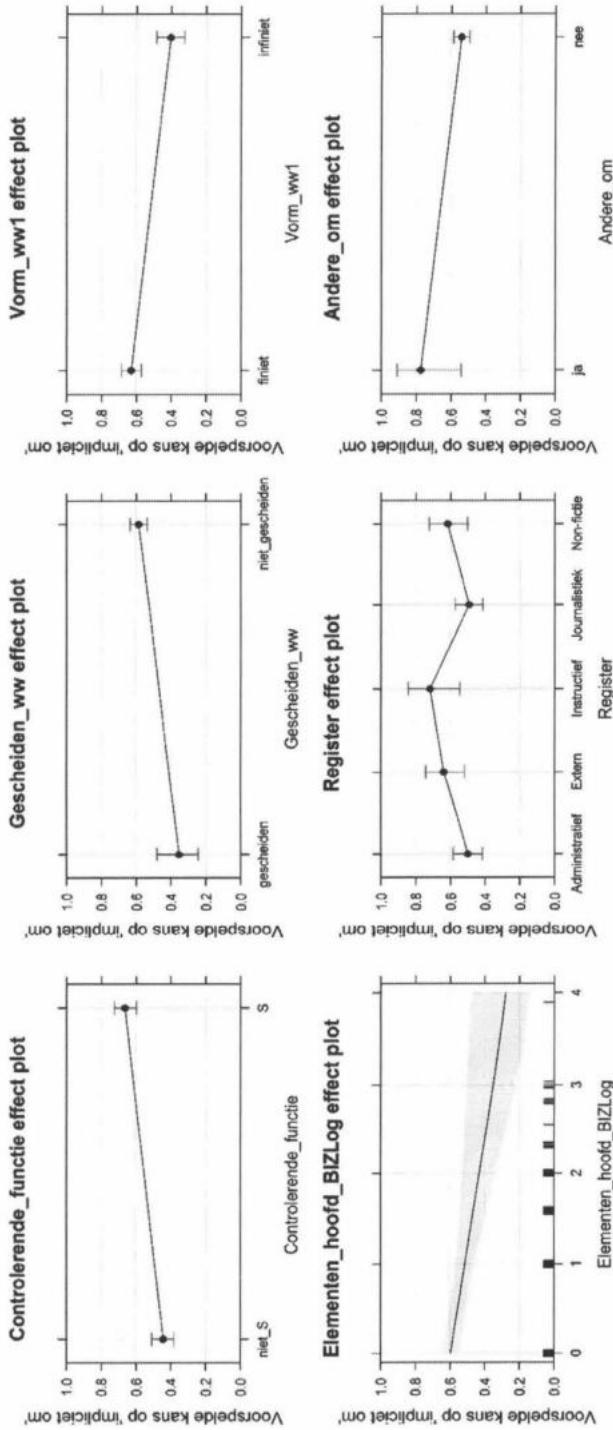 Controlerende_functie effect plot
Voorspelde kans op 'impliciet om'
1.0
0.8
0.6
0.4
0.2
0.0
niet_S
S
Controlerende_functie
Gescheiden_ww effect plot
Voorspelde kans op 'impliciet om'
1.0
0.8
0.6
0.4
0.2
0.0
gescheiden
niet_gescheiden
Gescheiden_ww
Vorm_ww1 effect plot
Voorspelde kans op 'impliciet om'
1.0
0.8
0.6
0.4
0.2
0.0
finiet
infiniet
Vorm_ww1
Elementen_hoofd_BIZLog effect plot
Voorspelde kans op 'impliciet om'
1.0
0.8
0.6
0.4
0.2
0.0
0
1
2
3
4
Elementen_hoofd_BIZLog
Register effect plot
Voorspelde kans op 'impliciet om'
1.0
0.8
0.6
0.4
0.2
0.0
Administratief
Extern
Instructief
Journalistiek
Non-fictie
Register
Andere_om effect plot
Voorspelde kans op 'impliciet om'
1.0
0.8
0.6
0.4
0.2
0.0
ja
nee
Andere_om